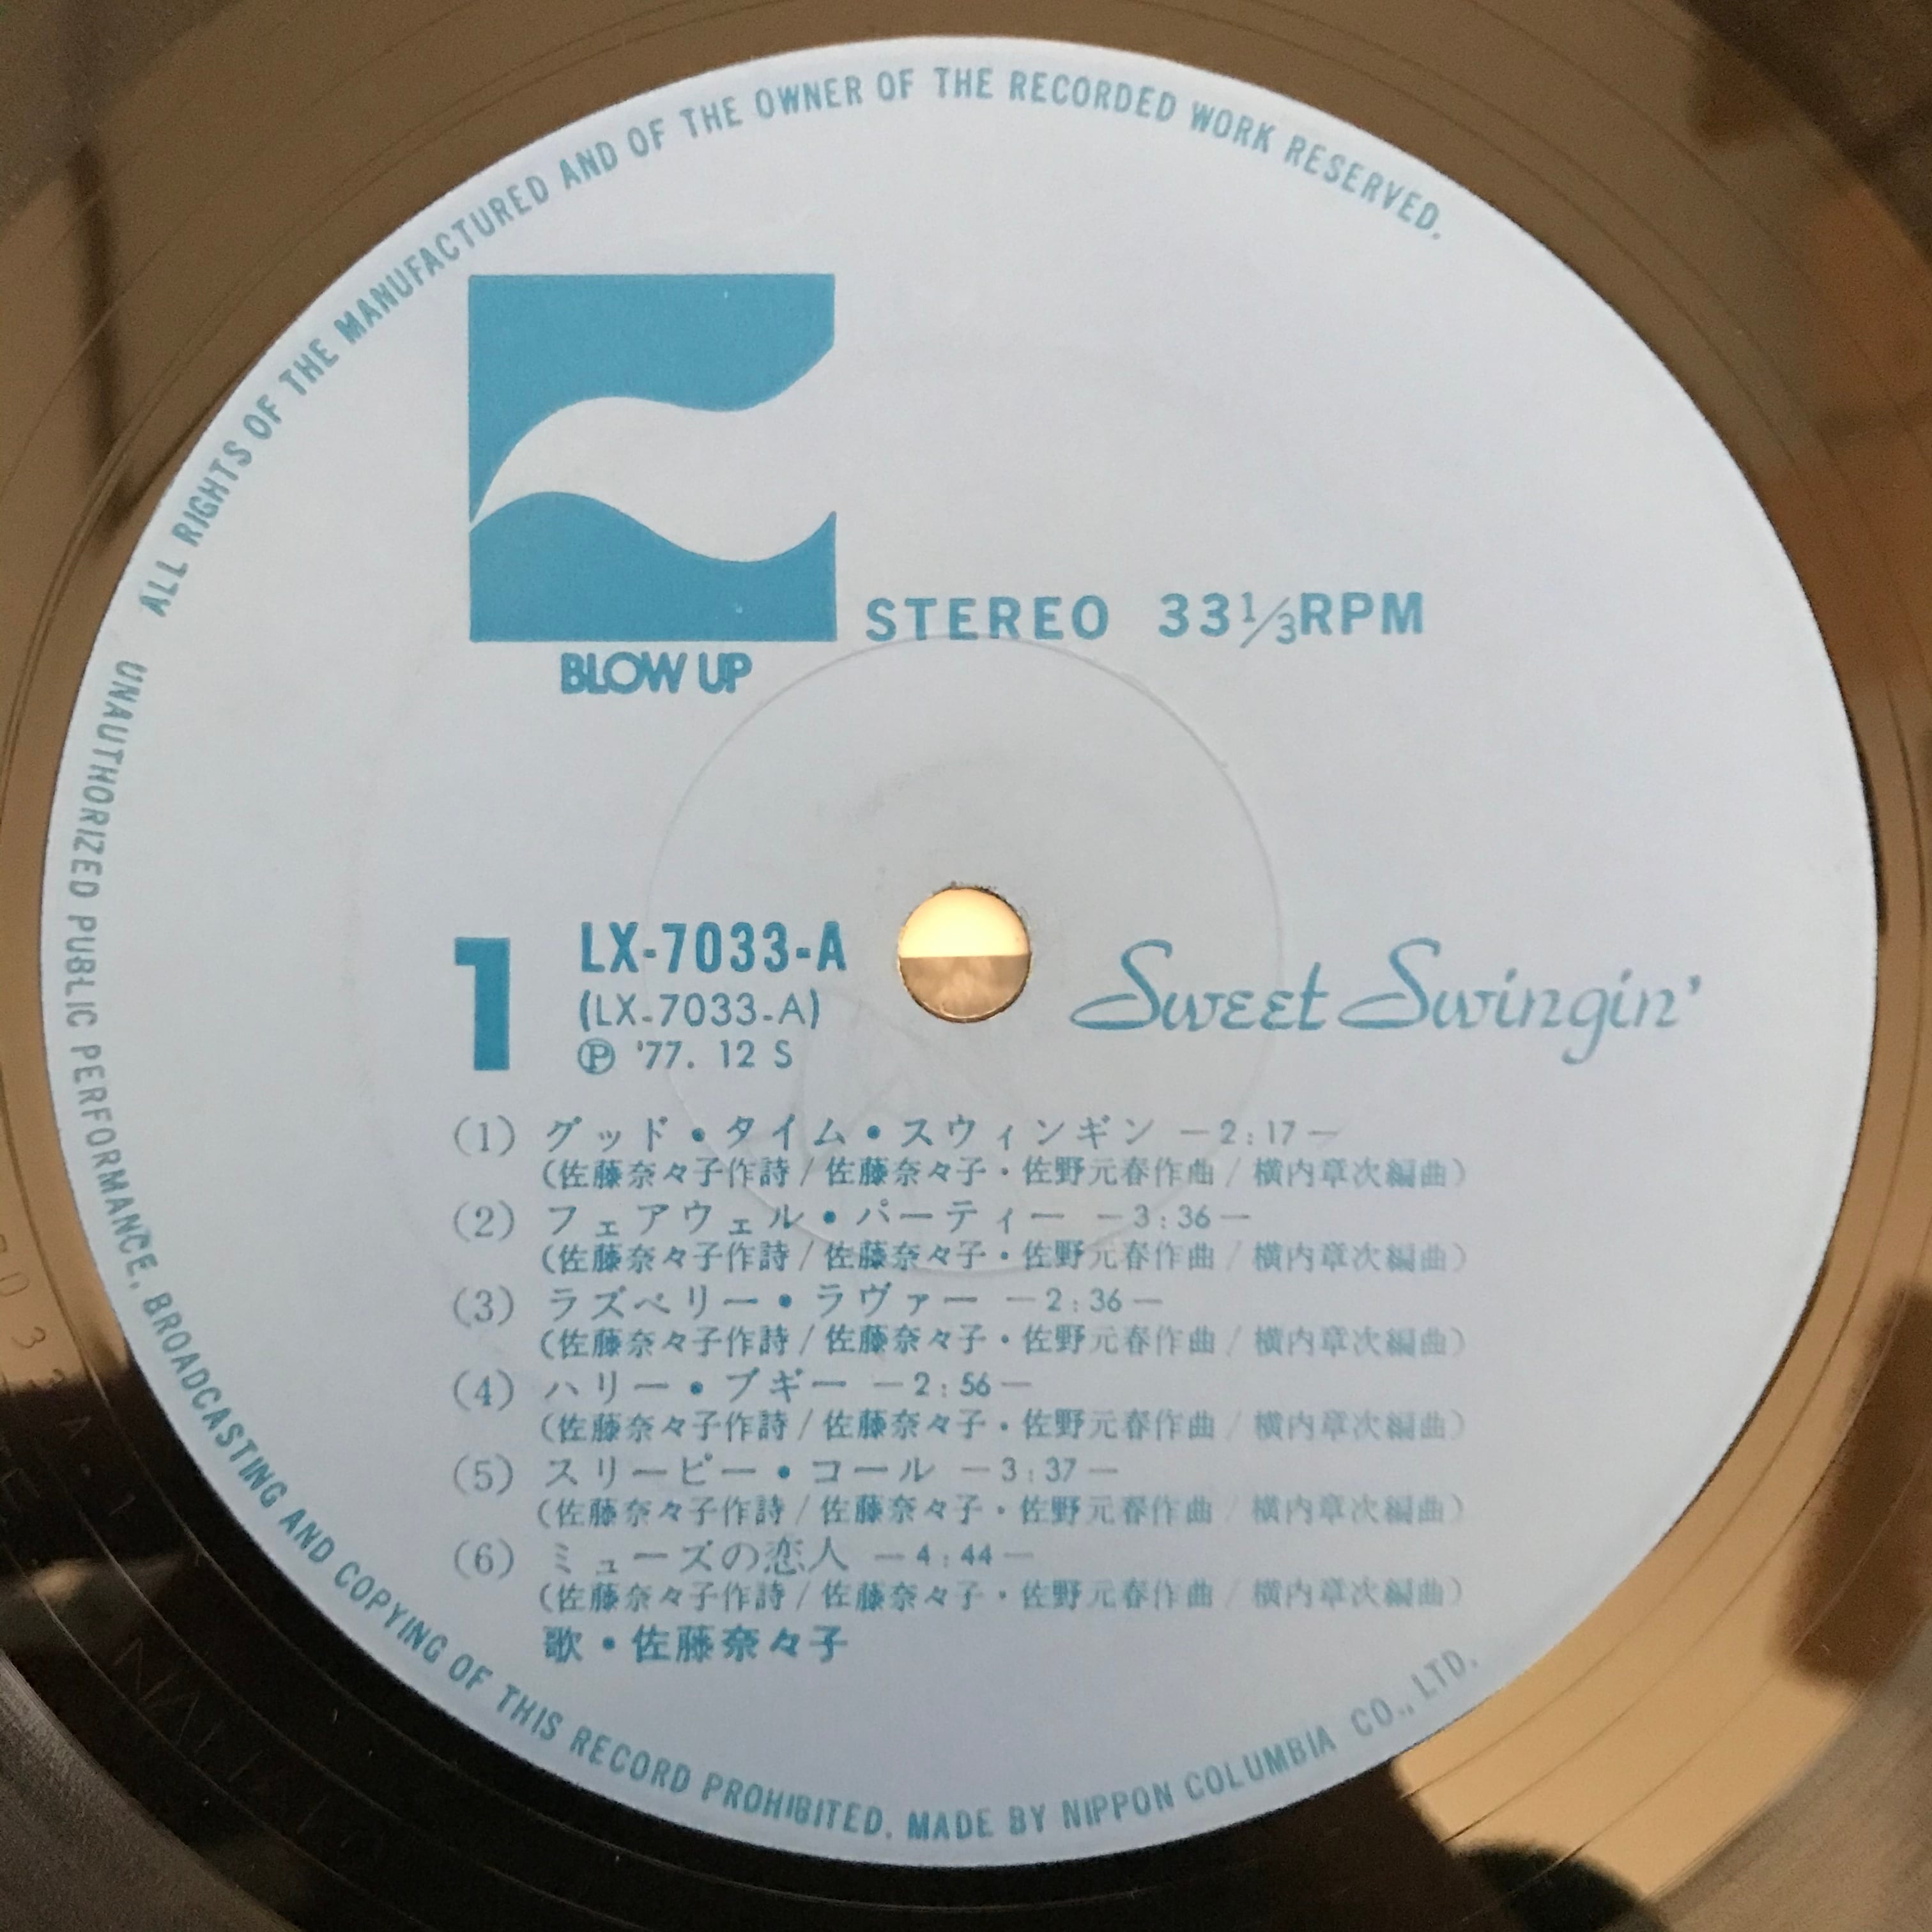 ALL RIGHTS OF THE MANUFACTURED AND OF THE OWNER OF THE RECORDED WORK RESERVED.
BLOW UP
STEREO 33⅓RPM
1
LX-7033-A
(LX-7033-A)
Ⓟ '77. 12 S
Sweet Swingin'
(1) グッド・タイム・スウィンギン —2:17—
(佐藤奈々子作詩/佐藤奈々子・佐野元春作曲/横内章次編曲)
(2) フェアウェル・パーティー —3:36—
(佐藤奈々子作詩/佐藤奈々子・佐野元春作曲/横内章次編曲)
(3) ラズベリー・ラヴァー —2:36—
(佐藤奈々子作詩/佐藤奈々子・佐野元春作曲/横内章次編曲)
(4) ハリー・ブギー —2:56—
(佐藤奈々子作詩/佐藤奈々子・佐野元春作曲/横内章次編曲)
(5) スリーピー・コール —3:37—
(佐藤奈々子作詩/佐藤奈々子・佐野元春作曲/横内章次編曲)
(6) ミューズの恋人 —4:44—
(佐藤奈々子作詩/佐藤奈々子・佐野元春作曲/横内章次編曲)
歌・佐藤奈々子
UNAUTHORIZED PUBLIC PERFORMANCE, BROADCASTING AND COPYING OF THIS RECORD PROHIBITED. MADE BY NIPPON COLUMBIA CO., LTD.